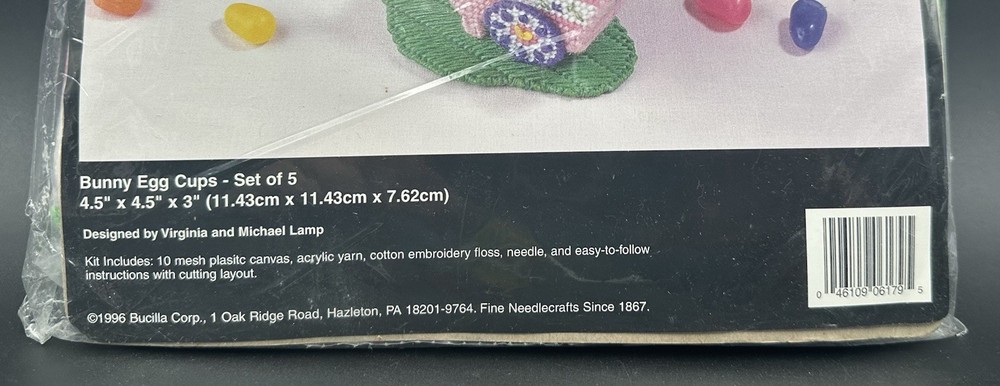 Bunny Egg Cups - Set of 5
4.5" x 4.5" x 3" (11.43cm x 11.43cm x 7.62cm)
Designed by Virginia and Michael Lamp
Kit Includes: 10 mesh plasitc canvas, acrylic yarn, cotton embroidery floss, needle, and easy-to-follow
instructions with cutting layout.
©1996 Bucilla Corp., 1 Oak Ridge Road, Hazleton, PA 18201-9764. Fine Needlecrafts Since 1867.
0 46109 06179 5